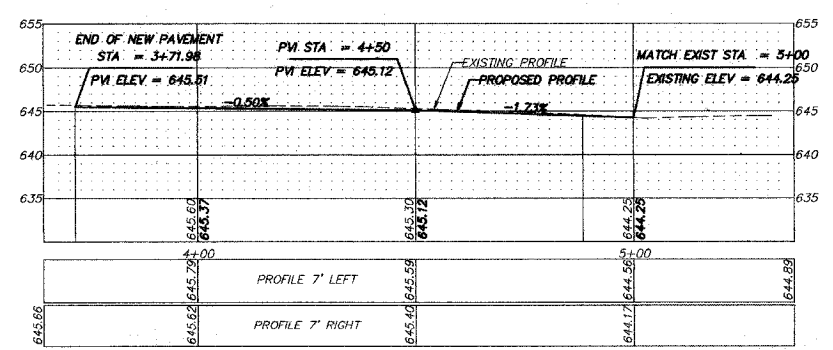 655
655
END OF NEW PAVEMENT
STA = 3+71.98
PVI ELEV = 645.51
PVI STA = 4+50
PVI ELEV = 645.12
EXISTING PROFILE
PROPOSED PROFILE
MATCH EXIST STA = 5+00
EXISTING ELEV = 644.25
650
650
645
645
-0.50%
-1.73%
640
640
635
635
645.60
645.37
645.30
645.12
644.25
644.25
4+00
5+00
645.79
PROFILE 7' LEFT
645.59
644.56
644.89
645.66
645.62
PROFILE 7' RIGHT
645.40
644.17